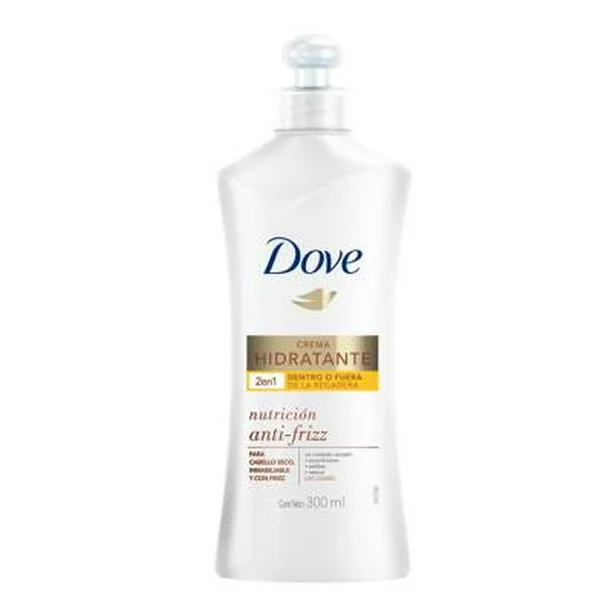 Dove
CREMA
HIDRATANTE
2en1
DENTRO O FUERA
DE LA REGADERA
nutrición
anti-frizz
PARA
CABELLO SECO,
INMANEJABLE
Y CON FRIZZ
Cont. Neto 300 ml